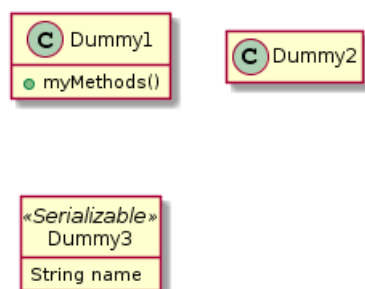 C Dummy1
myMethods()
C Dummy2
«Serializable»
Dummy3
String name